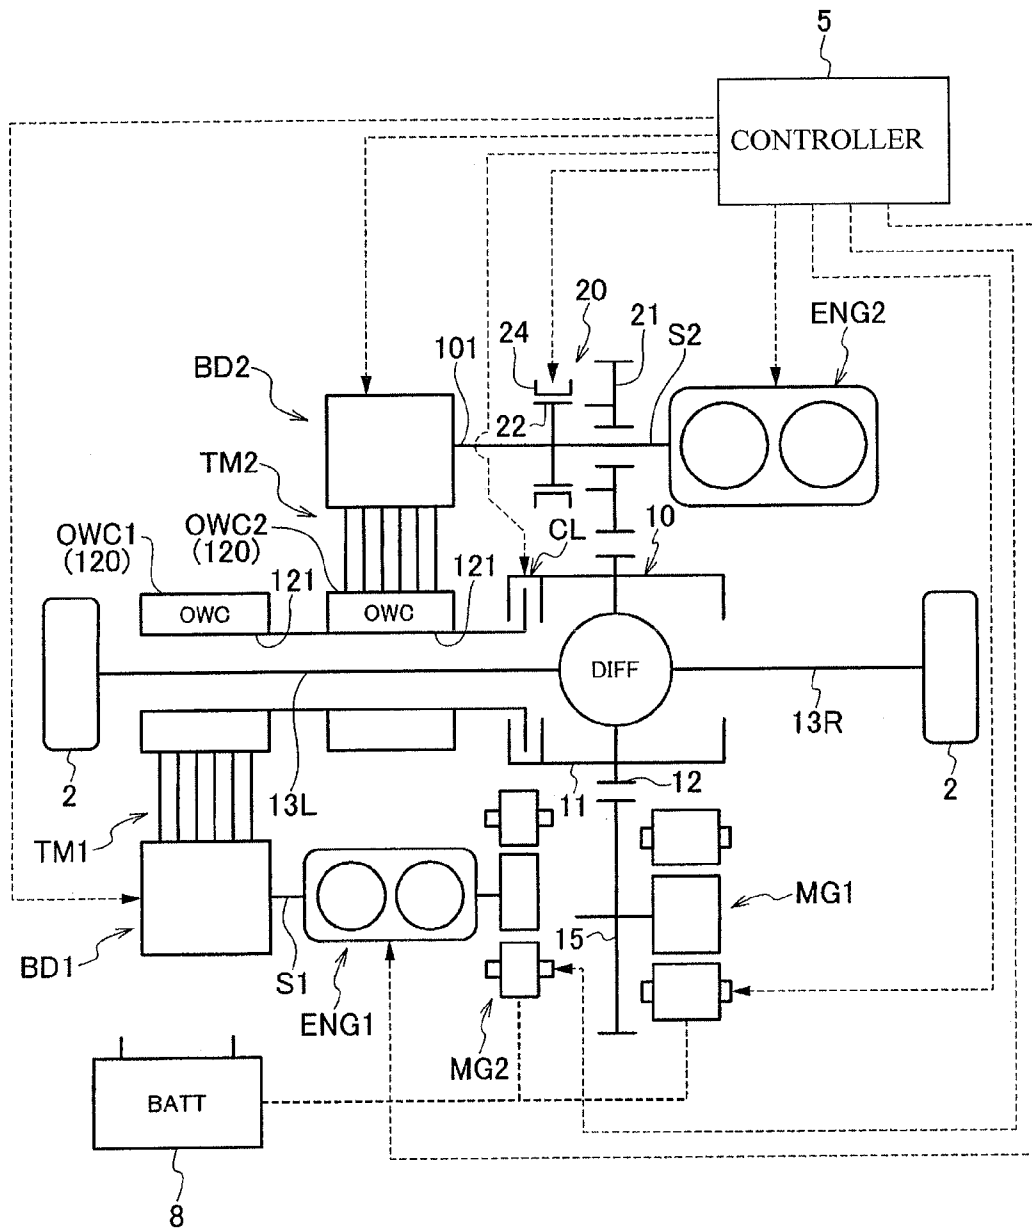 5
CONTROLLER
20
21
ENG2
24
S2
101
BD2
22
TM2
OWC1
(120)
OWC2
(120)
CL
10
121
121
OWC
OWC
DIFF
13R
2
13L
11
12
2
TM1
MG1
15
BD1
S1
ENG1
MG2
BATT
8